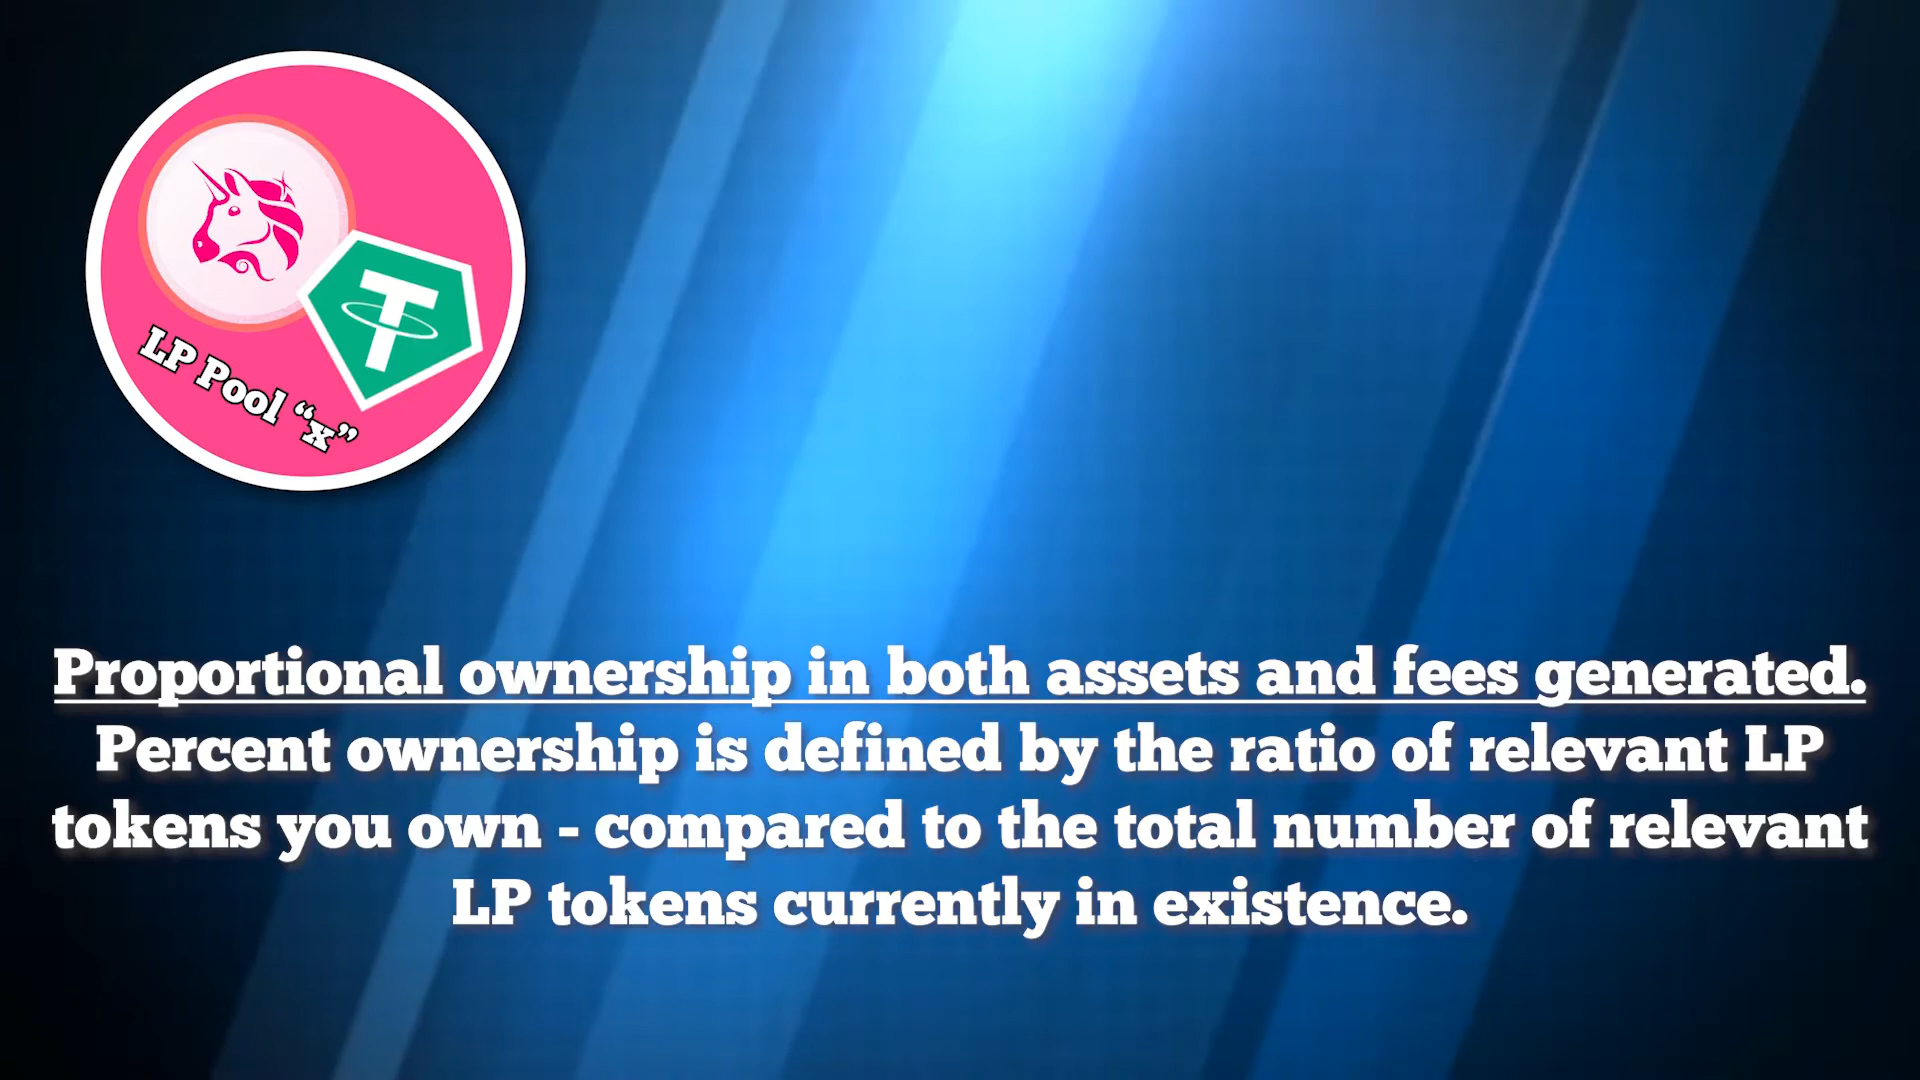 LP Pool “x”
Proportional ownership in both assets and fees generated.
Percent ownership is defined by the ratio of relevant LP
tokens you own - compared to the total number of relevant
LP tokens currently in existence.